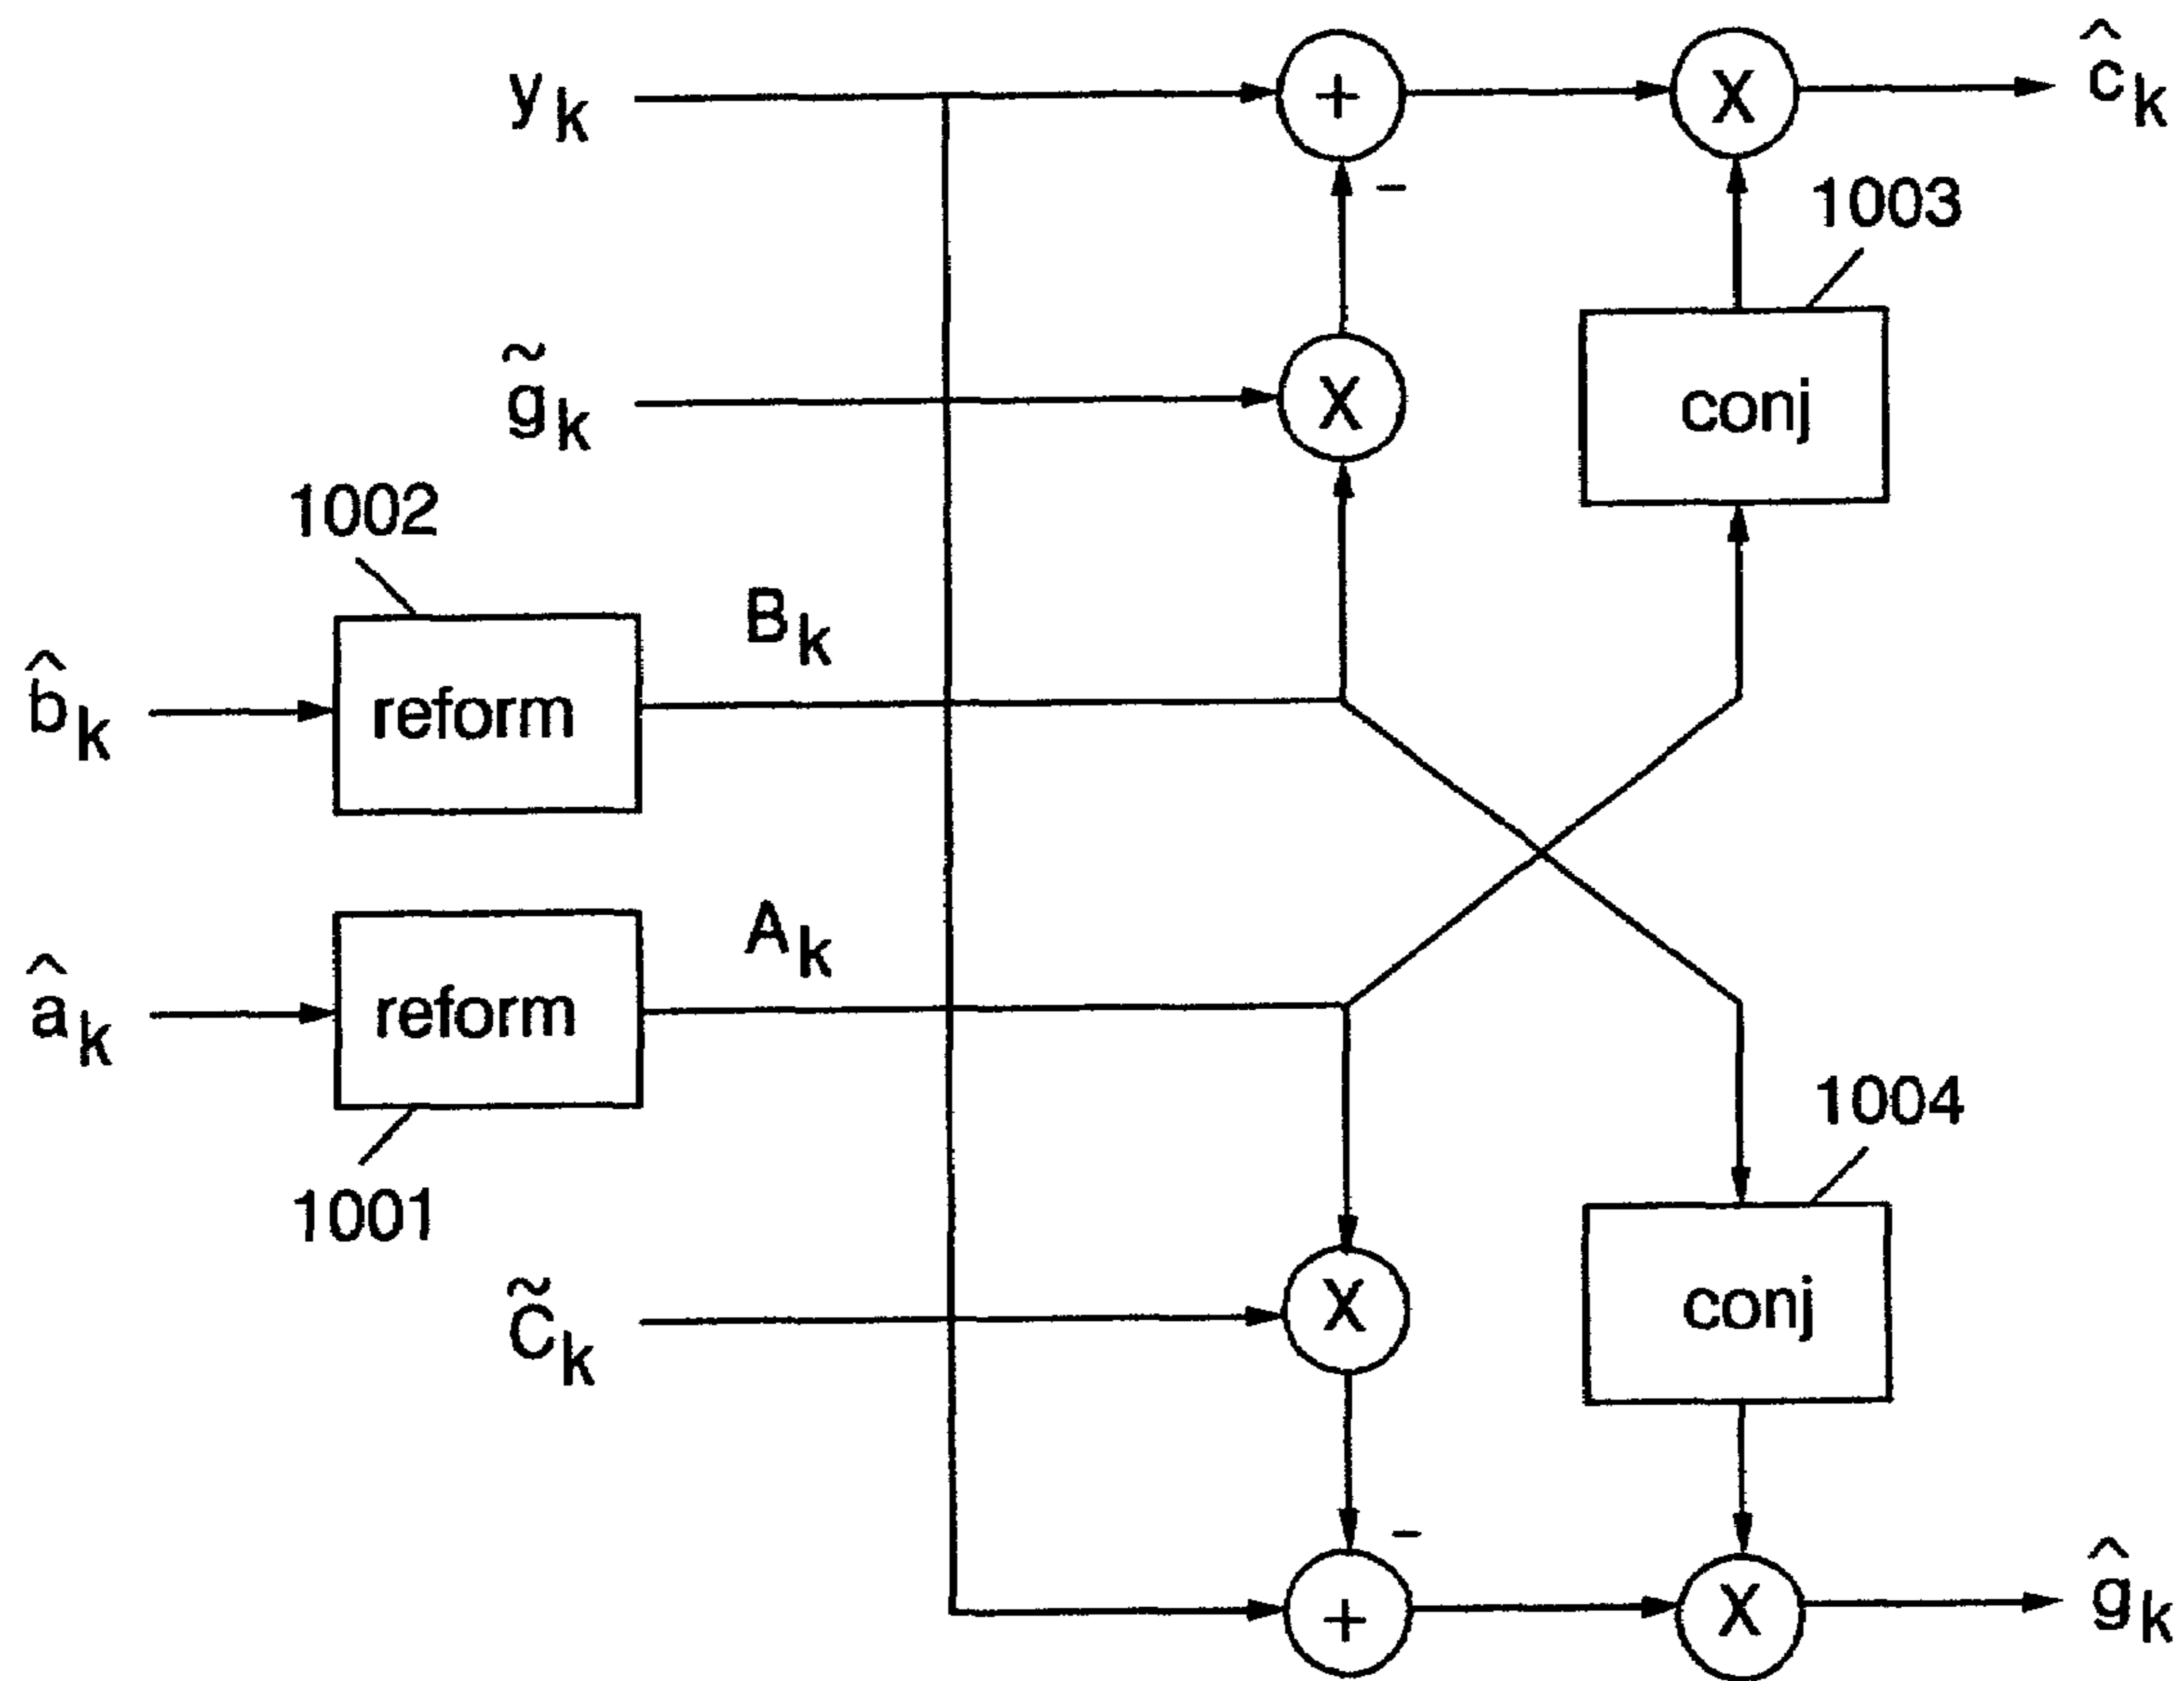 y_k
+
X
ĉ_k
1003
g̃_k
X
conj
1002
B_k
b̂_k
reform
A_k
â_k
reform
1004
1001
c̃_k
X
conj
+
X
ĝ_k
-
-